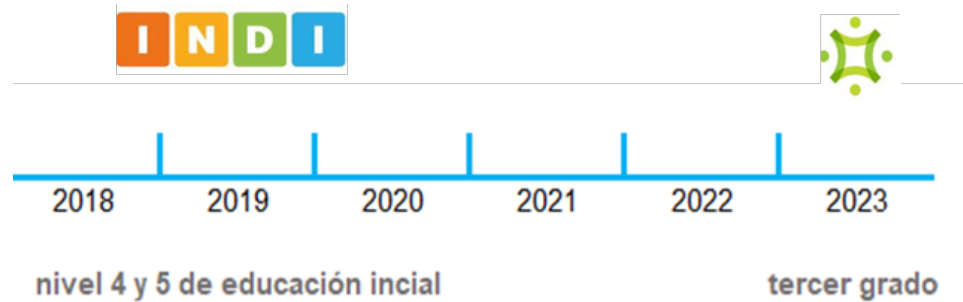 INDI
2018 2019 2020 2021 2022 2023
nivel 4 y 5 de educación incial tercer grado